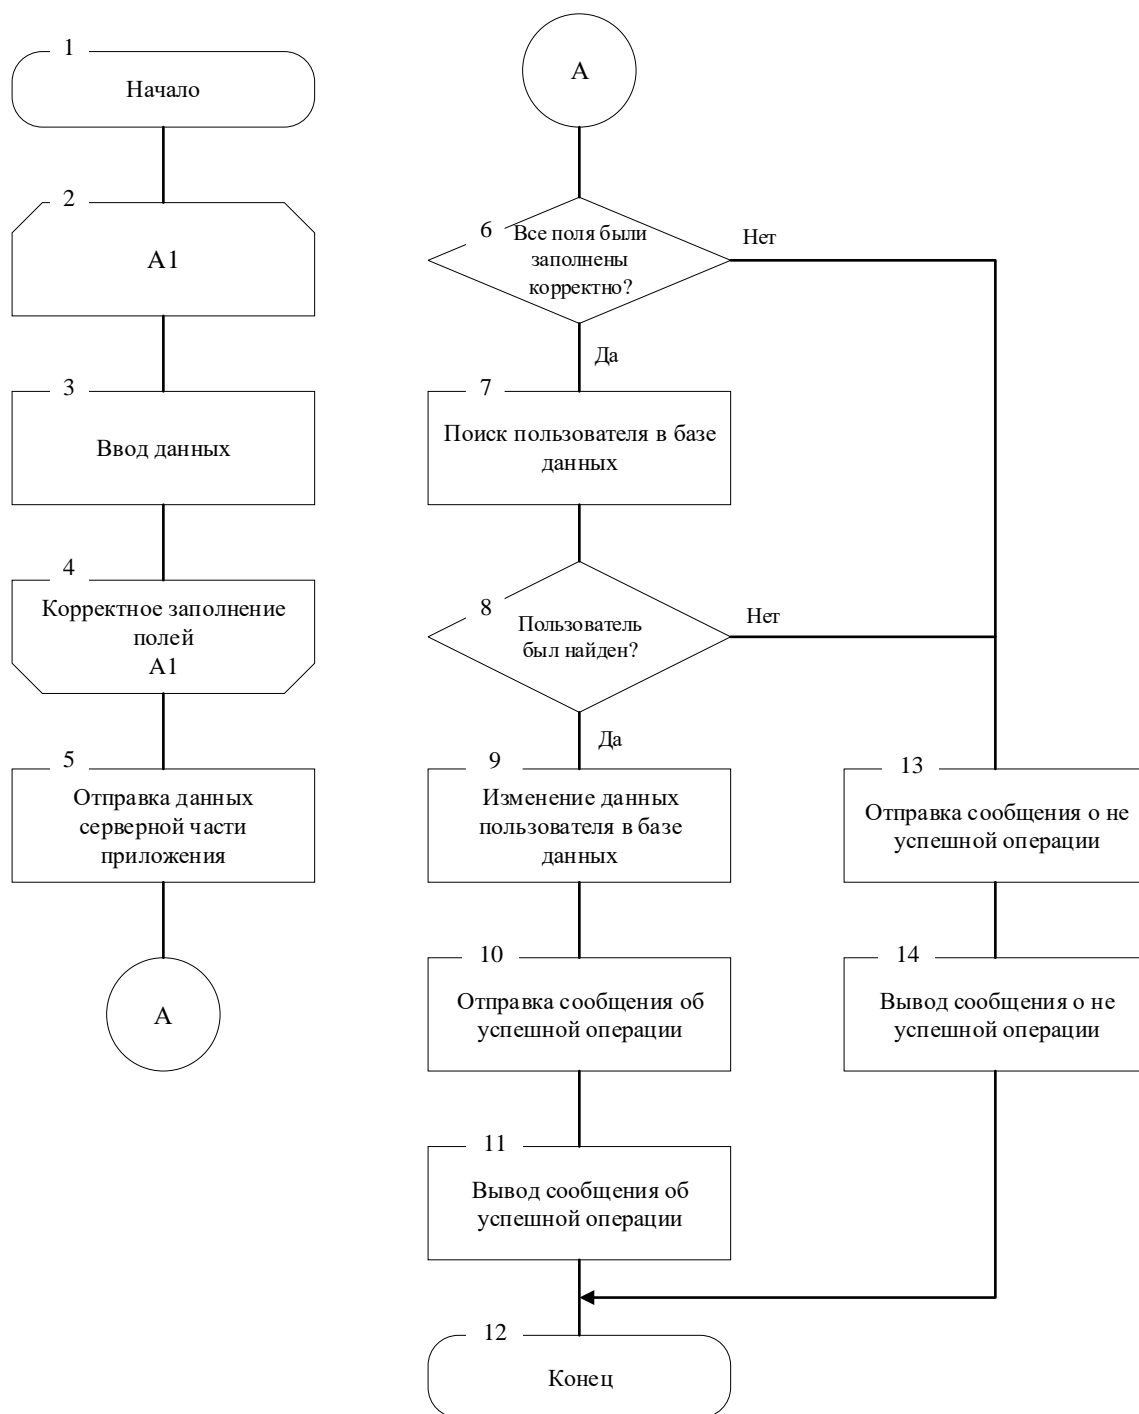 1
Начало
2
А1
3
Ввод данных
4
Корректное заполнение
полей
А1
5
Отправка данных
серверной части
приложения
А
А
6
Все поля были
заполнены
корректно?
Нет
Да
7
Поиск пользователя в базе
данных
8
Пользователь
был найден?
Нет
Да
9
Изменение данных
пользователя в базе
данных
10
Отправка сообщения об
успешной операции
11
Вывод сообщения об
успешной операции
12
Конец
13
Отправка сообщения о не
успешной операции
14
Вывод сообщения о не
успешной операции